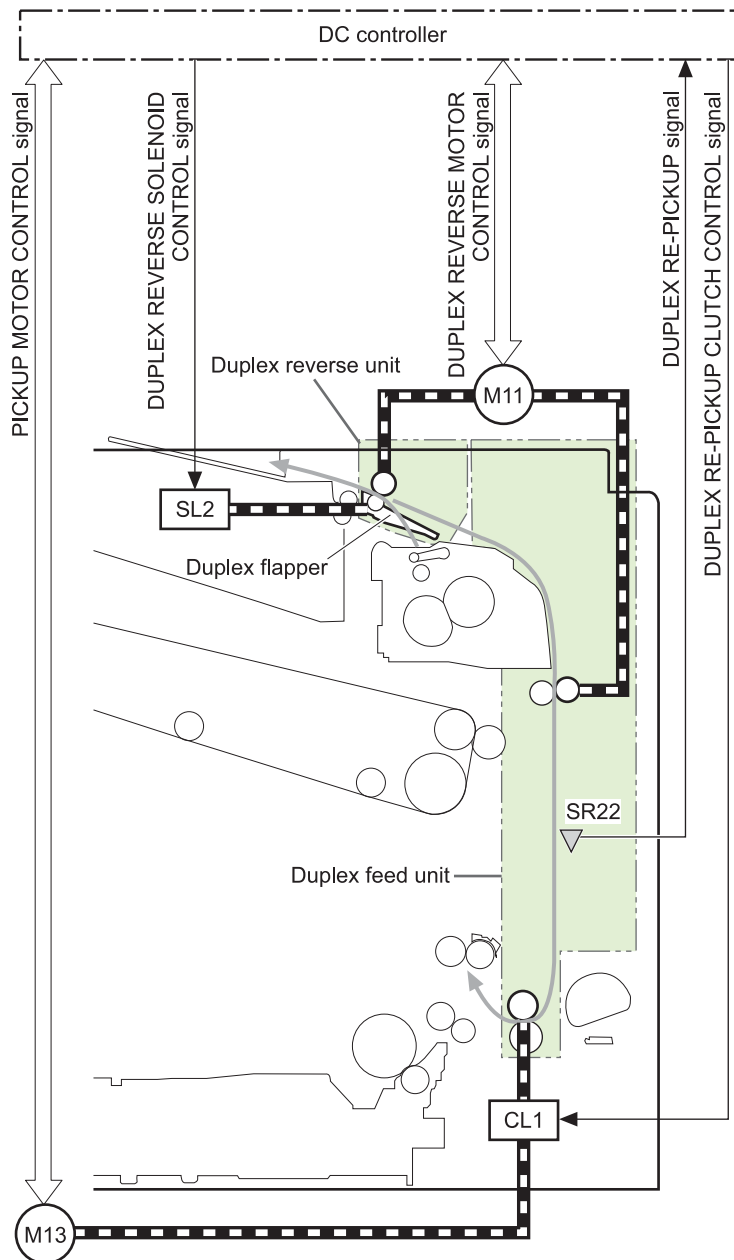 DC controller
PICKUP MOTOR CONTROL signal
DUPLEX REVERSE SOLENOID
CONTROL signal
DUPLEX REVERSE MOTOR
CONTROL signal
DUPLEX RE-PICKUP signal
DUPLEX RE-PICKUP CLUTCH CONTROL signal
Duplex reverse unit
M11
SL2
Duplex flapper
SR22
Duplex feed unit
CL1
M13